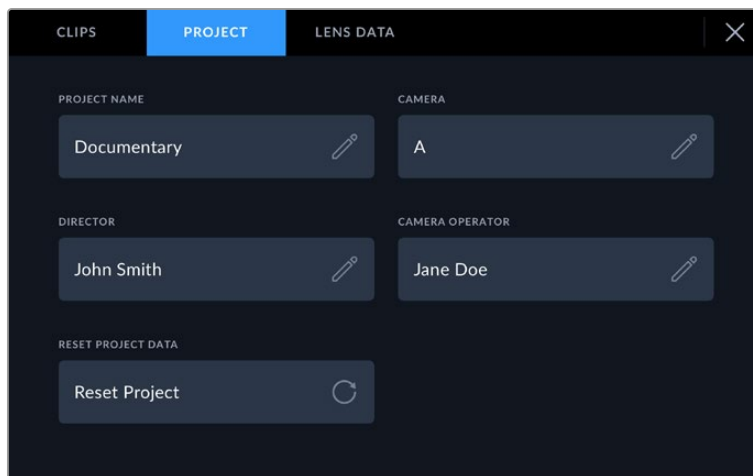 CLIPS PROJECT LENS DATA
PROJECT NAME CAMERA
Documentary A
DIRECTOR CAMERA OPERATOR
John Smith Jane Doe
RESET PROJECT DATA
Reset Project